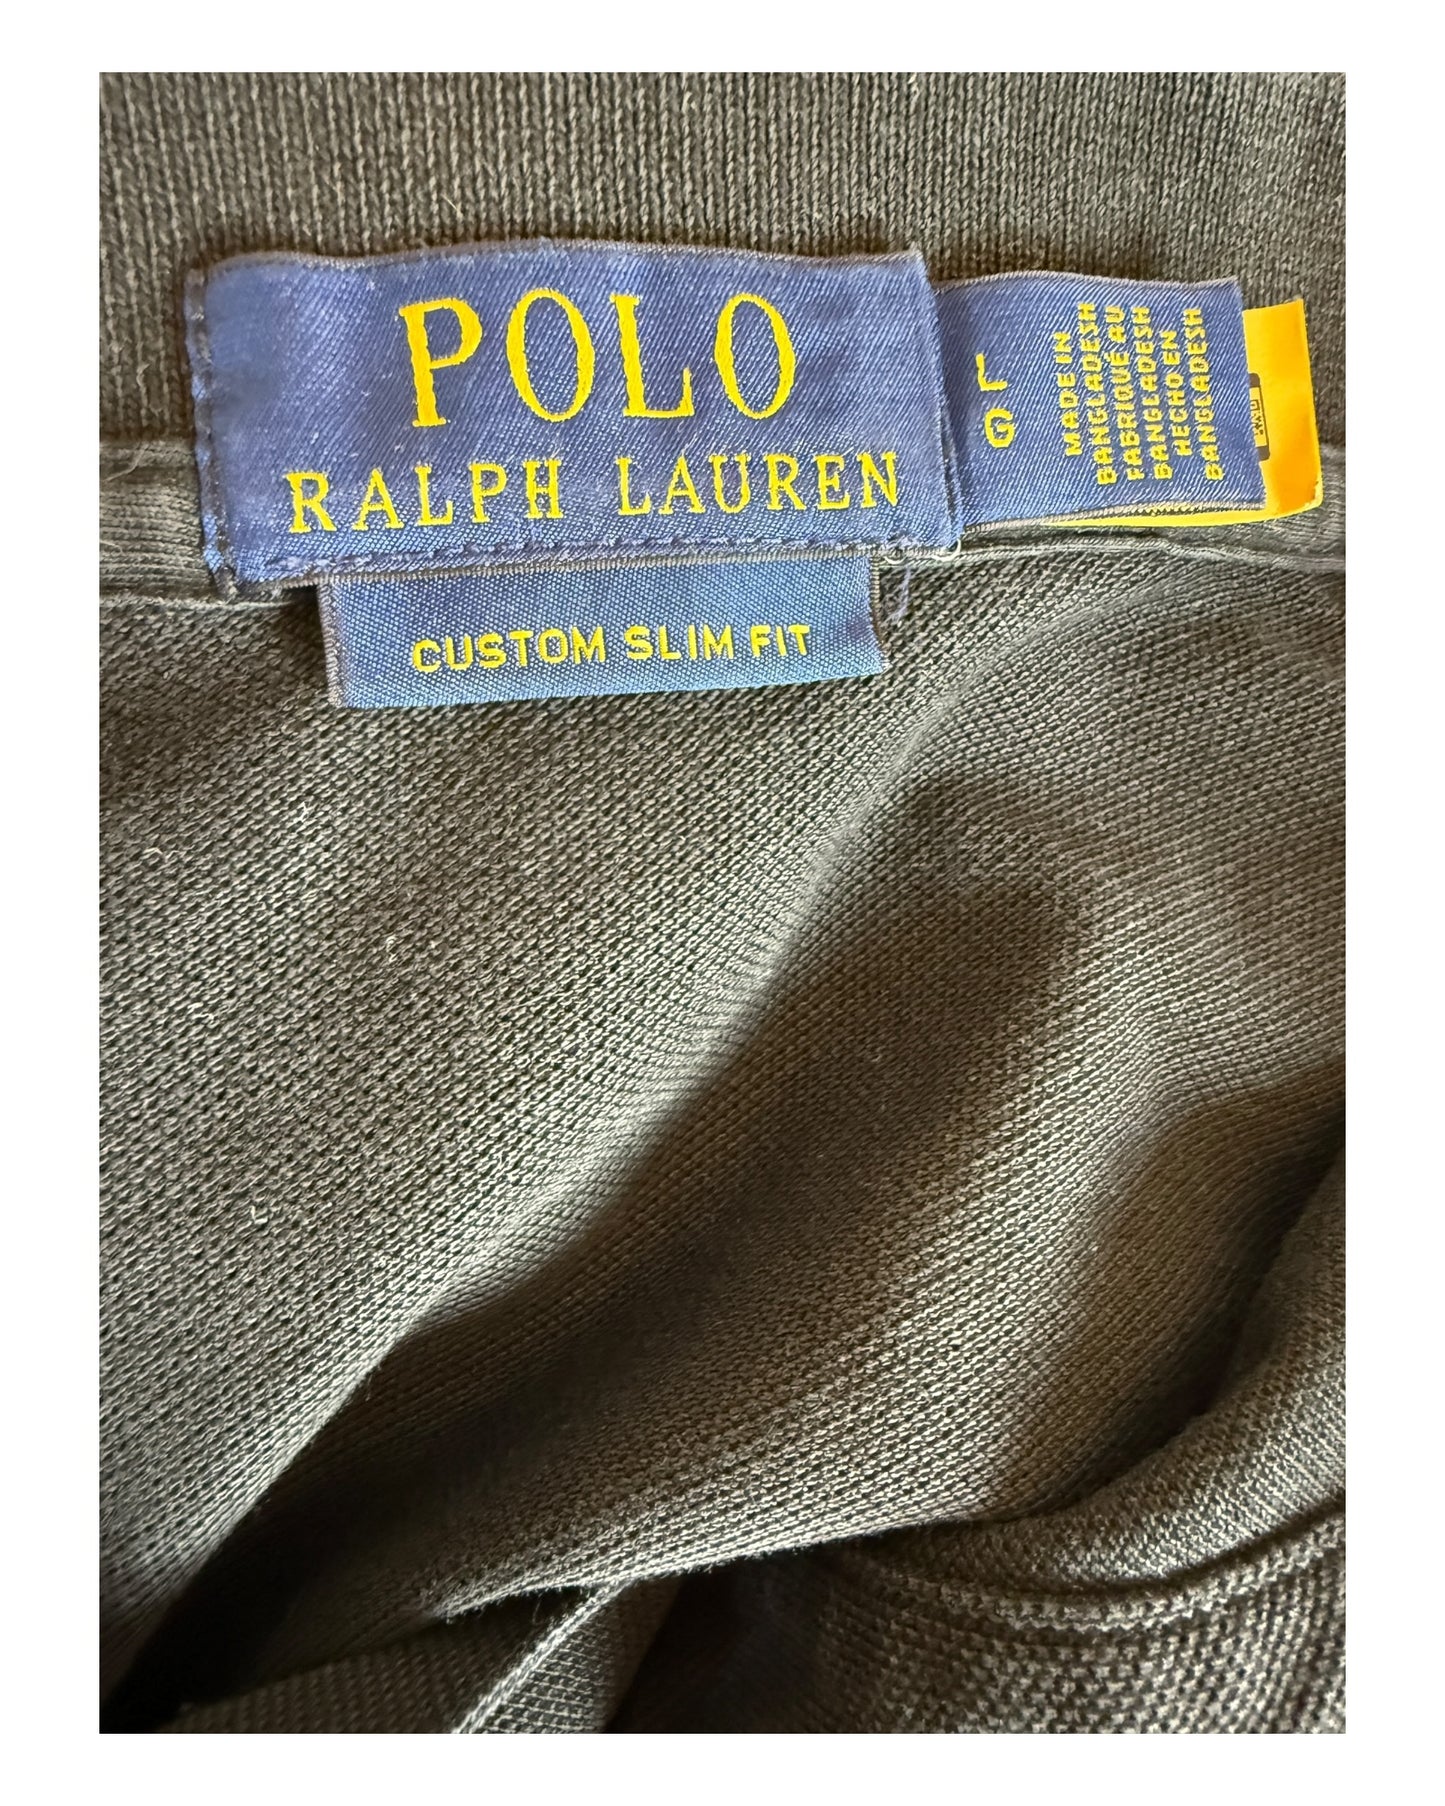 POLO
RALPH LAUREN
CUSTOM SLIM FIT
L
G
MADE IN
BANGLADESH
FABRIQUÉ AU
BANGLADESH
HECHO EN
BANGLADESH